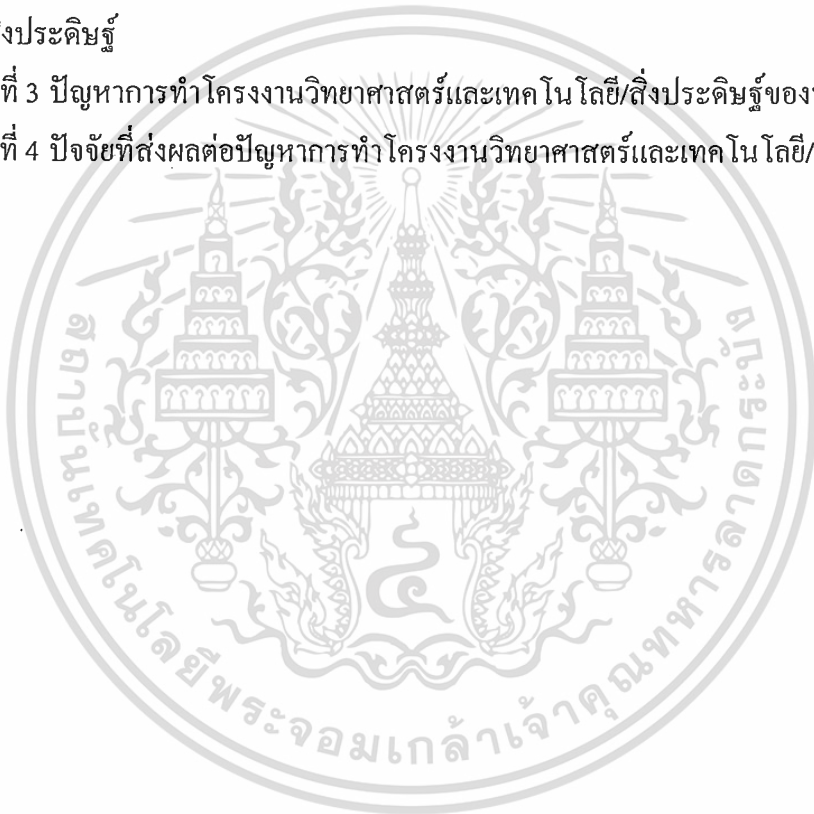 งประดิษฐ์
ที่ 3 ปัญหาการทำโครงงานวิทยาศาสตร์และเทคโนโลยี/สิ่งประดิษฐ์ของ
ที่ 4 ปัจจัยที่ส่งผลต่อปัญหาการทำโครงงานวิทยาศาสตร์และเทคโนโลยี/
สถาบันเทคโนโลยีพระจอมเกล้าเจ้าคุณทหารลาดกระบัง